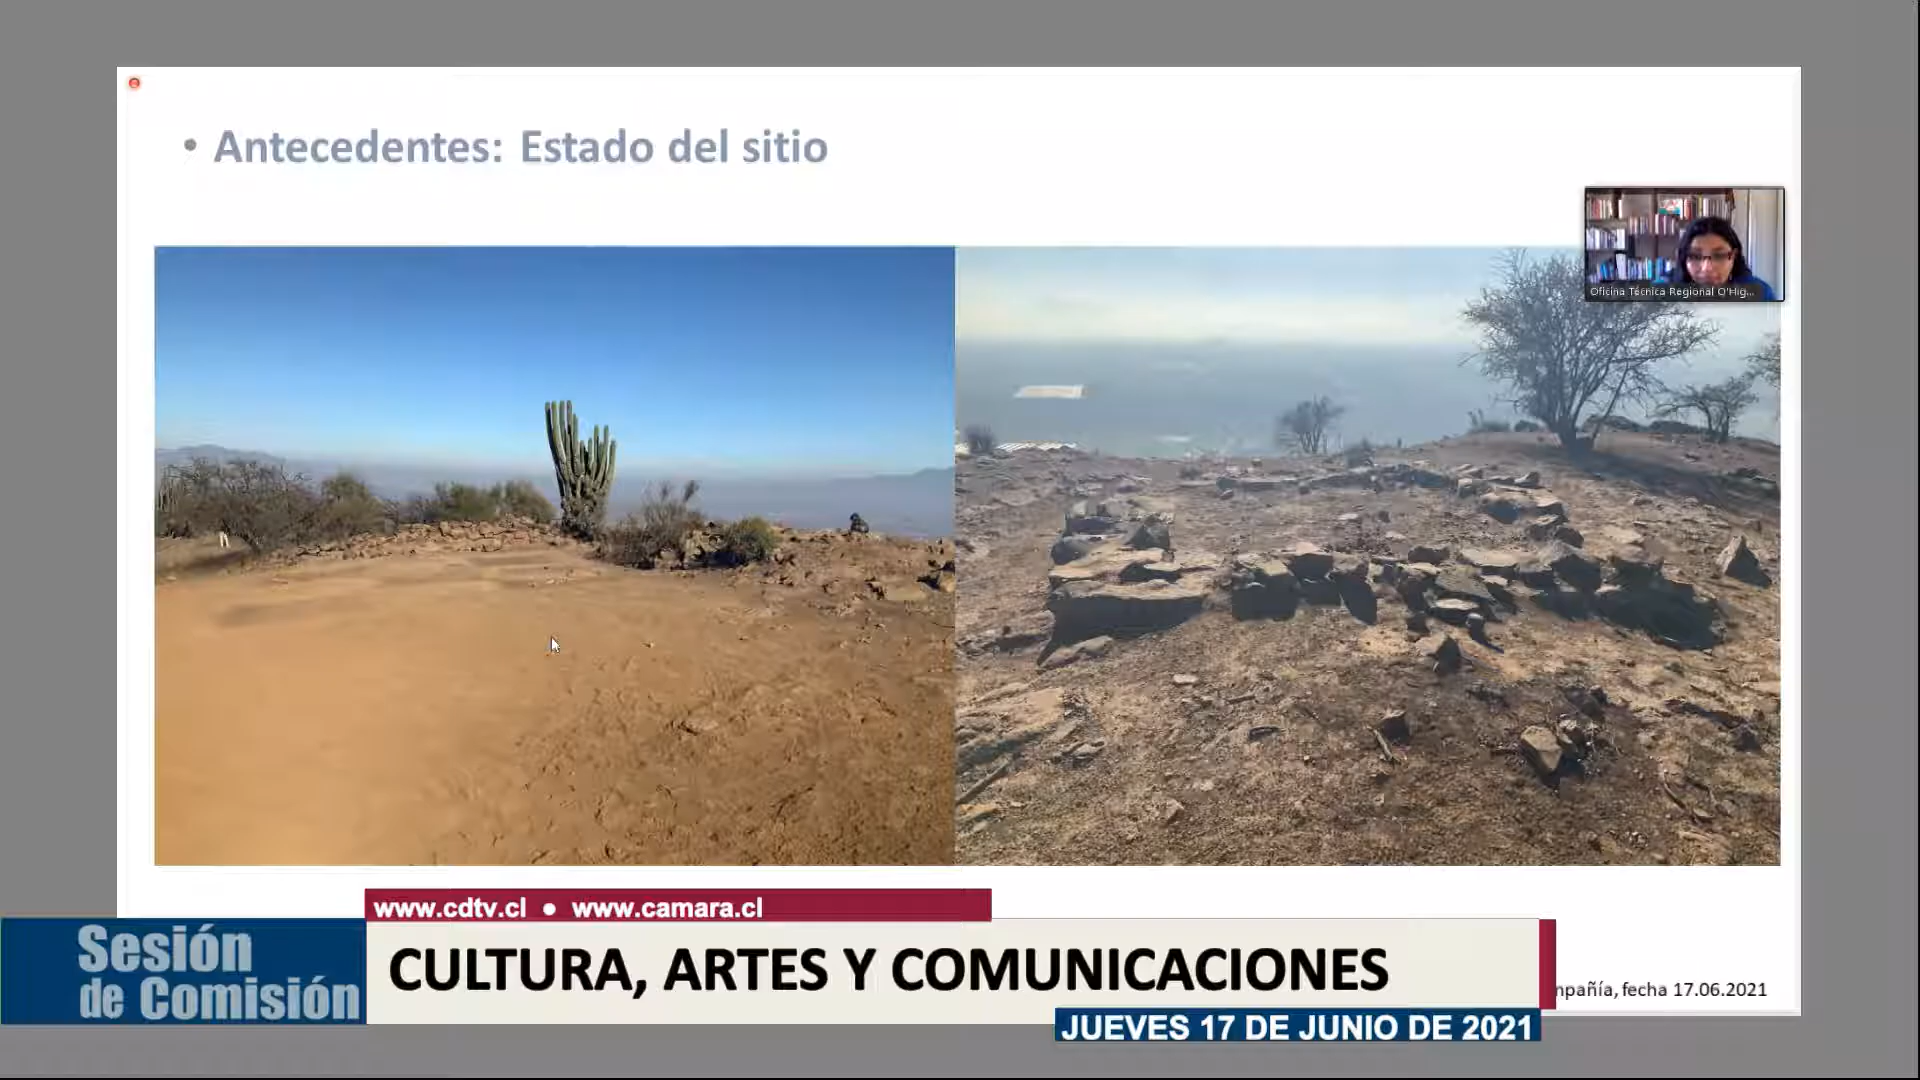 • Antecedentes: Estado del sitio
Oficina Técnica Regional O'Hig...
www.cdtv.cl • www.camara.cl
Sesión
de Comisión
CULTURA, ARTES Y COMUNICACIONES
fecha 17.06.2021
JUEVES 17 DE JUNIO DE 2021